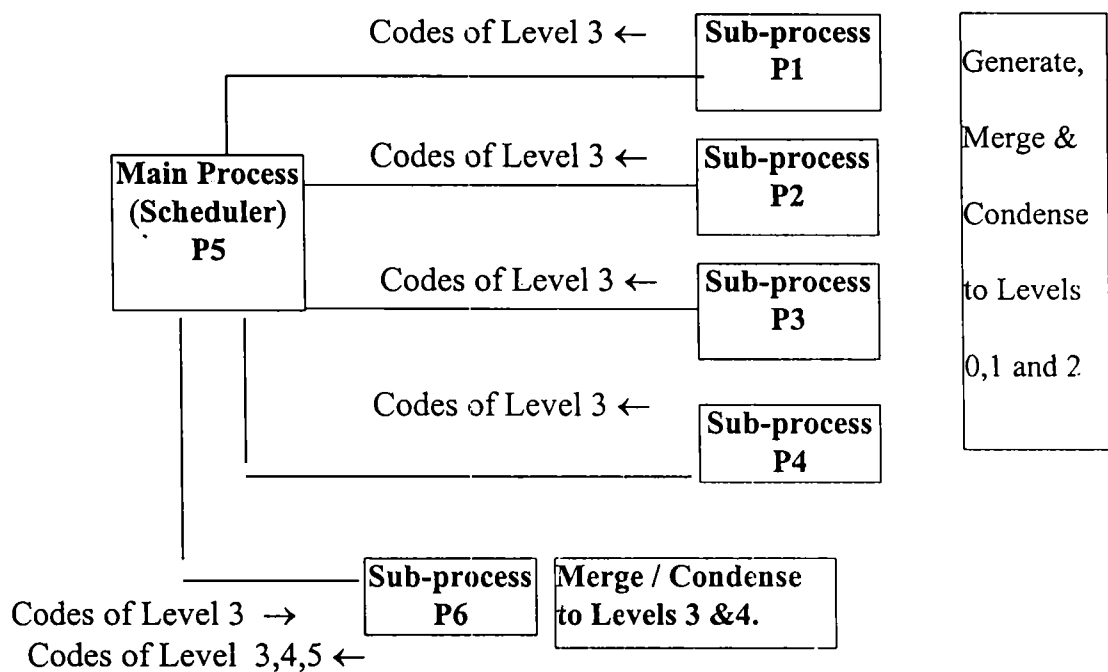 Codes of Level 3 ←
Sub-process
P1
Codes of Level 3 ←
Sub-process
P2
Main Process
(Scheduler)
P5
Codes of Level 3 ←
Sub-process
P3
Codes of Level 3 ←
Sub-process
P4
Generate,
Merge &
Condense
to Levels
0,1 and 2
Sub-process
P6
Merge / Condense
to Levels 3 &4.
Codes of Level 3 →
Codes of Level 3,4,5 ←